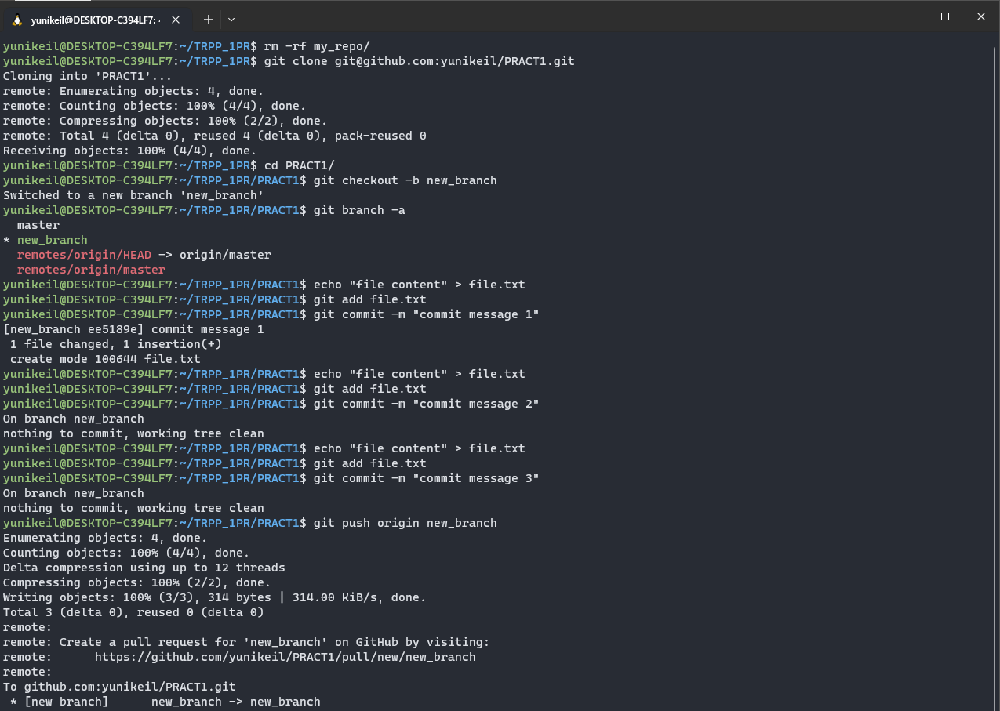 yunikeil@DESKTOP-C394LF7: -
yunikeil@DESKTOP-C394LF7:~/TRPP_1PR$ rm -rf my_repo/
yunikeil@DESKTOP-C394LF7:~/TRPP_1PR$ git clone git@github.com:yunikeil/PRACT1.git
Cloning into 'PRACT1'...
remote: Enumerating objects: 4, done.
remote: Counting objects: 100% (4/4), done.
remote: Compressing objects: 100% (2/2), done.
remote: Total 4 (delta 0), reused 4 (delta 0), pack-reused 0
Receiving objects: 100% (4/4), done.
yunikeil@DESKTOP-C394LF7:~/TRPP_1PR$ cd PRACT1/
yunikeil@DESKTOP-C394LF7:~/TRPP_1PR/PRACT1$ git checkout -b new_branch
Switched to a new branch 'new_branch'
yunikeil@DESKTOP-C394LF7:~/TRPP_1PR/PRACT1$ git branch -a
  master
* new_branch
  remotes/origin/HEAD -> origin/master
  remotes/origin/master
yunikeil@DESKTOP-C394LF7:~/TRPP_1PR/PRACT1$ echo "file content" > file.txt
yunikeil@DESKTOP-C394LF7:~/TRPP_1PR/PRACT1$ git add file.txt
yunikeil@DESKTOP-C394LF7:~/TRPP_1PR/PRACT1$ git commit -m "commit message 1"
[new_branch ee5189e] commit message 1
 1 file changed, 1 insertion(+)
 create mode 100644 file.txt
yunikeil@DESKTOP-C394LF7:~/TRPP_1PR/PRACT1$ echo "file content" > file.txt
yunikeil@DESKTOP-C394LF7:~/TRPP_1PR/PRACT1$ git add file.txt
yunikeil@DESKTOP-C394LF7:~/TRPP_1PR/PRACT1$ git commit -m "commit message 2"
On branch new_branch
nothing to commit, working tree clean
yunikeil@DESKTOP-C394LF7:~/TRPP_1PR/PRACT1$ echo "file content" > file.txt
yunikeil@DESKTOP-C394LF7:~/TRPP_1PR/PRACT1$ git add file.txt
yunikeil@DESKTOP-C394LF7:~/TRPP_1PR/PRACT1$ git commit -m "commit message 3"
On branch new_branch
nothing to commit, working tree clean
yunikeil@DESKTOP-C394LF7:~/TRPP_1PR/PRACT1$ git push origin new_branch
Enumerating objects: 4, done.
Counting objects: 100% (4/4), done.
Delta compression using up to 12 threads
Compressing objects: 100% (2/2), done.
Writing objects: 100% (3/3), 314 bytes | 314.00 KiB/s, done.
Total 3 (delta 0), reused 0 (delta 0)
remote:
remote: Create a pull request for 'new_branch' on GitHub by visiting:
remote:      https://github.com/yunikeil/PRACT1/pull/new/new_branch
remote:
To github.com:yunikeil/PRACT1.git
 * [new branch]      new_branch -> new_branch